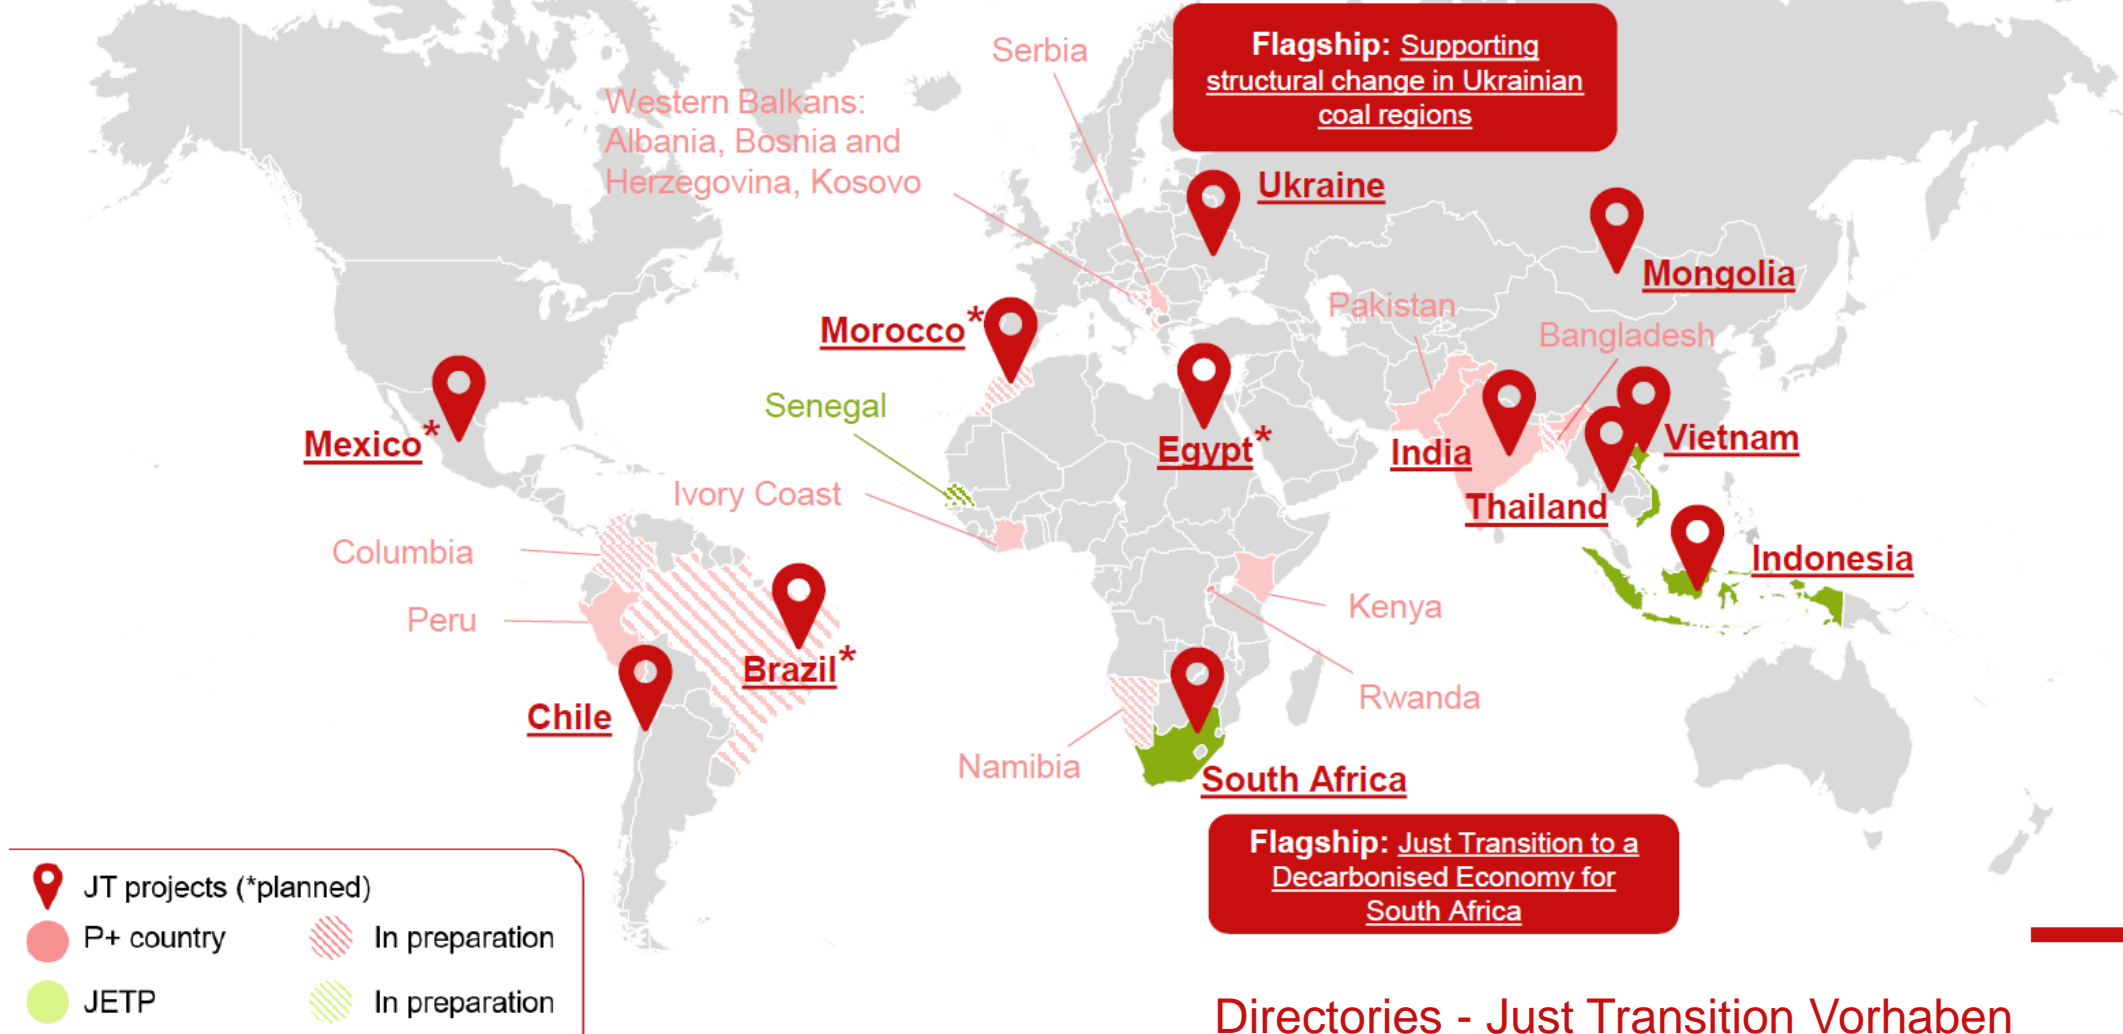 Flagship: Supporting
structural change in Ukrainian
coal regions
Serbia
Western Balkans:
Albania, Bosnia and
Herzegovina, Kosovo
Ukraine
Mongolia
Morocco*
Pakistan
Bangladesh
Senegal
Mexico*
Egypt*
India
Vietnam
Ivory Coast
Thailand
Columbia
Indonesia
Peru
Kenya
Brazil*
Rwanda
Chile
Namibia
South Africa
Flagship: Just Transition to a
Decarbonised Economy for
South Africa
JT projects (*planned)
P+ country
In preparation
JETP
In preparation
Directories - Just Transition Vorhaben